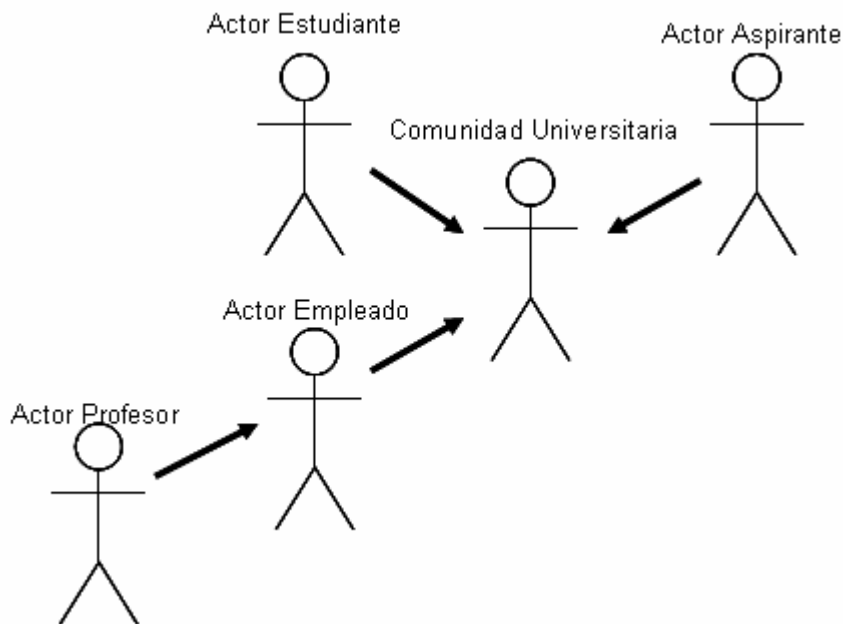 Actor Estudiante
Actor Aspirante
Comunidad Universitaria
Actor Empleado
Actor Profesor